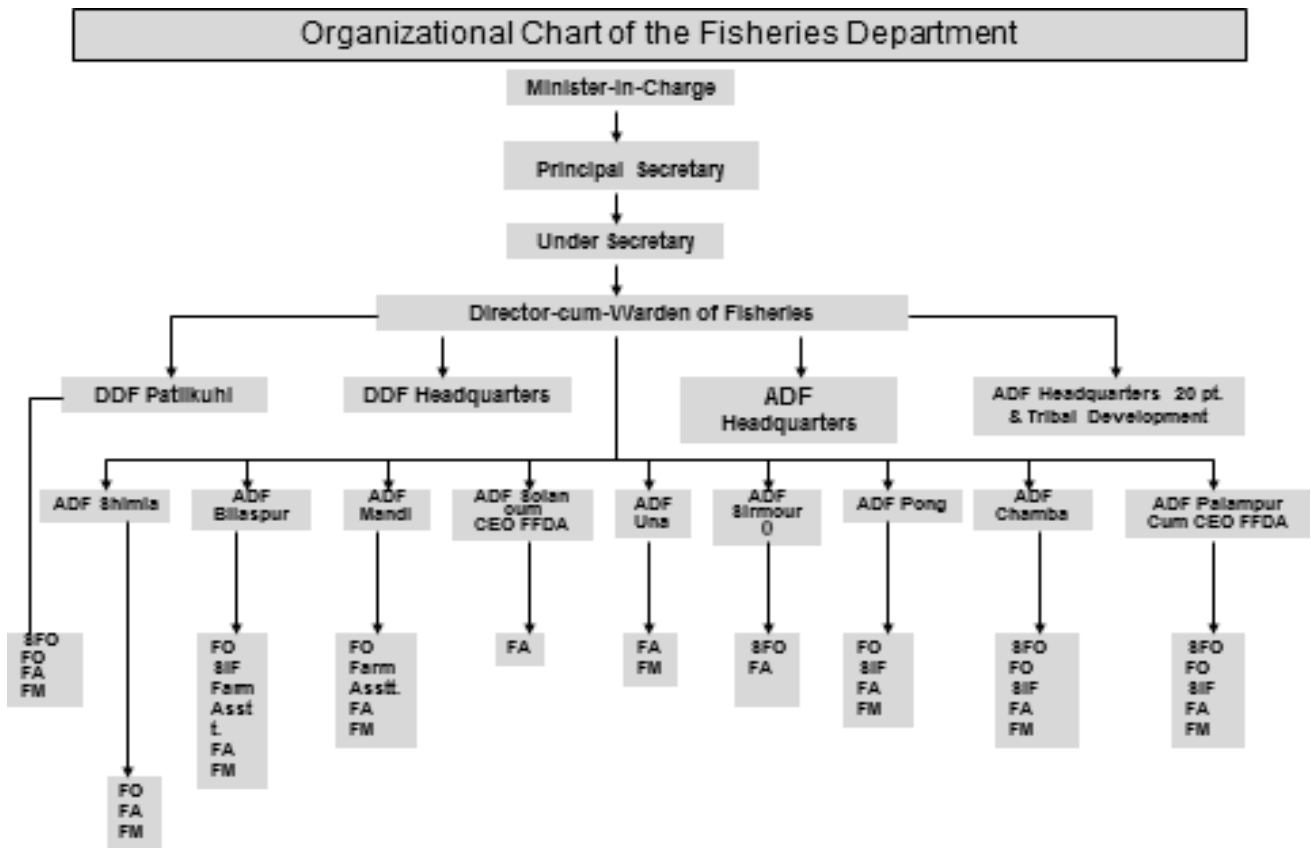 Organizational Chart of the Fisheries Department
Minister-in-Charge
Principal Secretary
Under Secretary
Director-cum-Warden of Fisheries
DDF Patlikuhl
DDF Headquarters
ADF
Headquarters
ADF Headquarters 20 pt.
& Tribal Development
ADF Shimla
ADF
Bilaspur
ADF
Mandi
ADF Solan
cum
CEO FFDA
ADF
Una
ADF
Sirmour
()
ADF Pong
ADF
Chamba
ADF Palampur
Cum CEO FFDA
SFO
FO
FA
FM
FO
FA
FM
FO
SIF
Farm
Asst
t.
FA
FM
FO
Farm
Asstt.
FA
FM
FA
FA
FM
SFO
FA
FO
SIF
FA
FM
SFO
FO
SIF
FA
FM
SFO
FO
SIF
FA
FM